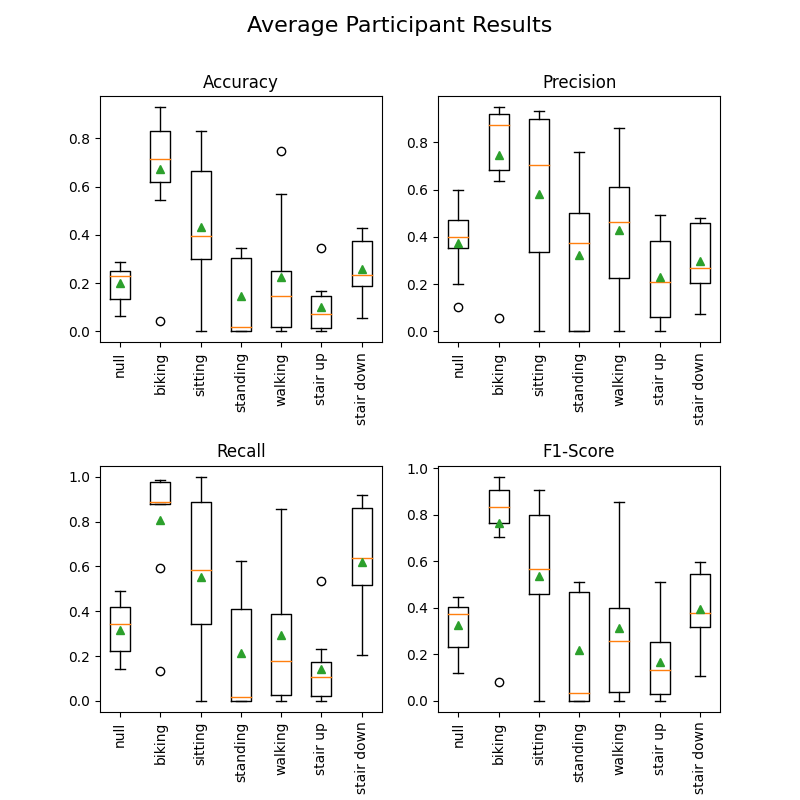 Average Participant Results
Accuracy
0.8
0.6
0.4
0.2
0.0
null
biking
sitting
standing
walking
stair up
stair down
Precision
0.8
0.6
0.4
0.2
0.0
null
biking
sitting
standing
walking
stair up
stair down
Recall
1.0
0.8
0.6
0.4
0.2
0.0
null
biking
sitting
standing
walking
stair up
stair down
F1-Score
1.0
0.8
0.6
0.4
0.2
0.0
null
biking
sitting
standing
walking
stair up
stair down